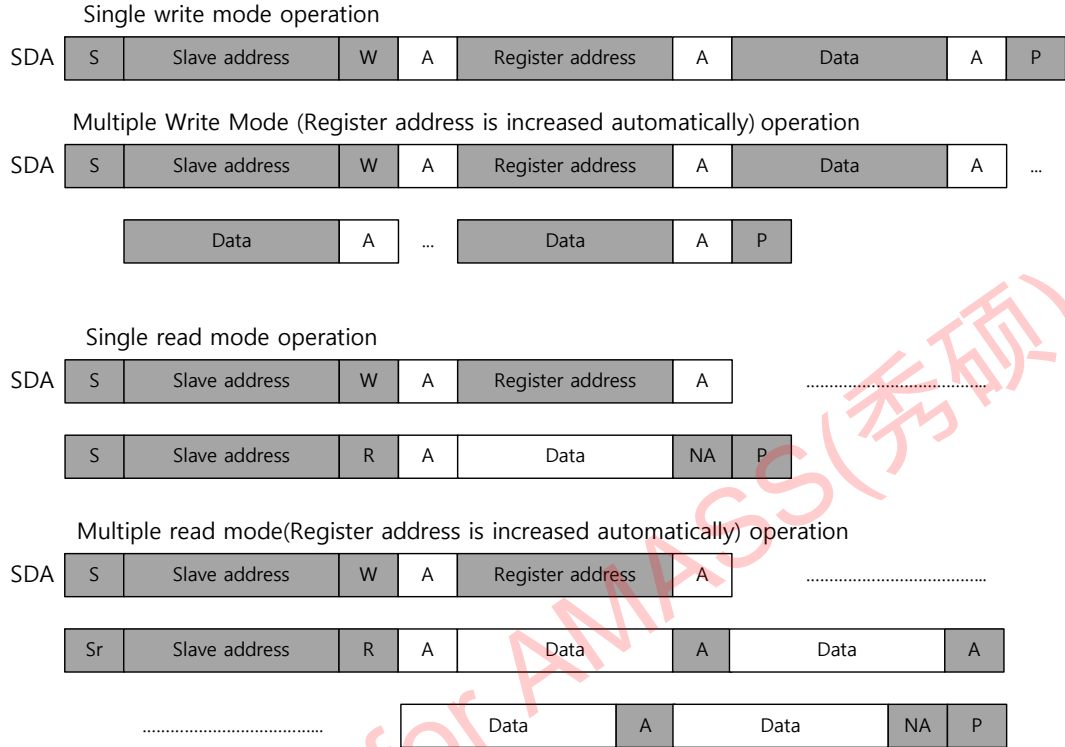 Single write mode operation
SDA S Slave address W A Register address A Data A P
Multiple Write Mode (Register address is increased automatically) operation
SDA S Slave address W A Register address A Data A ...
Data A ... Data A P
Single read mode operation
SDA S Slave address W A Register address A ......................................
S Slave address R A Data NA P
Multiple read mode(Register address is increased automatically) operation
SDA S Slave address W A Register address A ......................................
Sr Slave address R A Data A Data A
...................................... Data A Data NA P
for AMASS(秀硕)